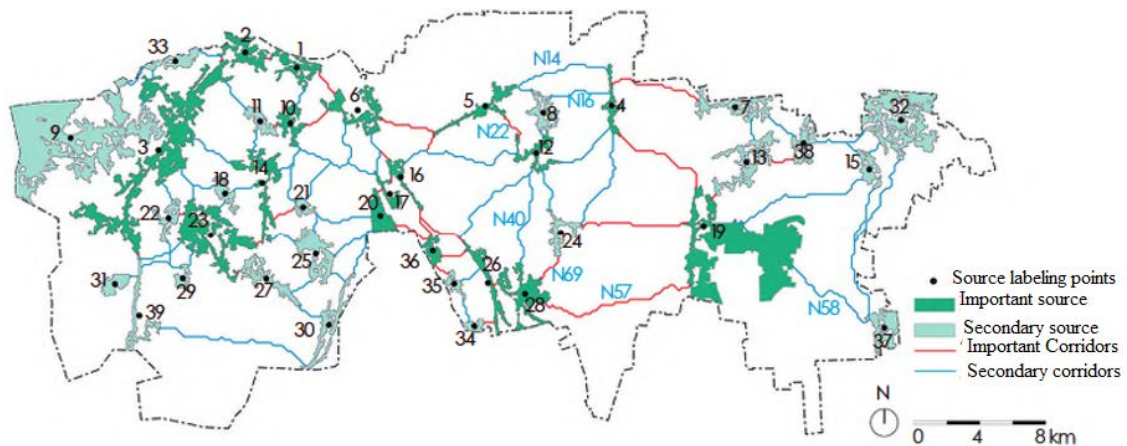 33
2
1
N14
6
5
8
N16
4
7
32
9
11
10
N22
3
12
13
38
15
18
14
16
22
23
21
20
17
N40
24
19
36
25
31
29
27
35
26
N69
28
N57
N58
39
30
34
37
Source labeling points
Important source
Secondary source
Important Corridors
Secondary corridors
N
0 4 8 km